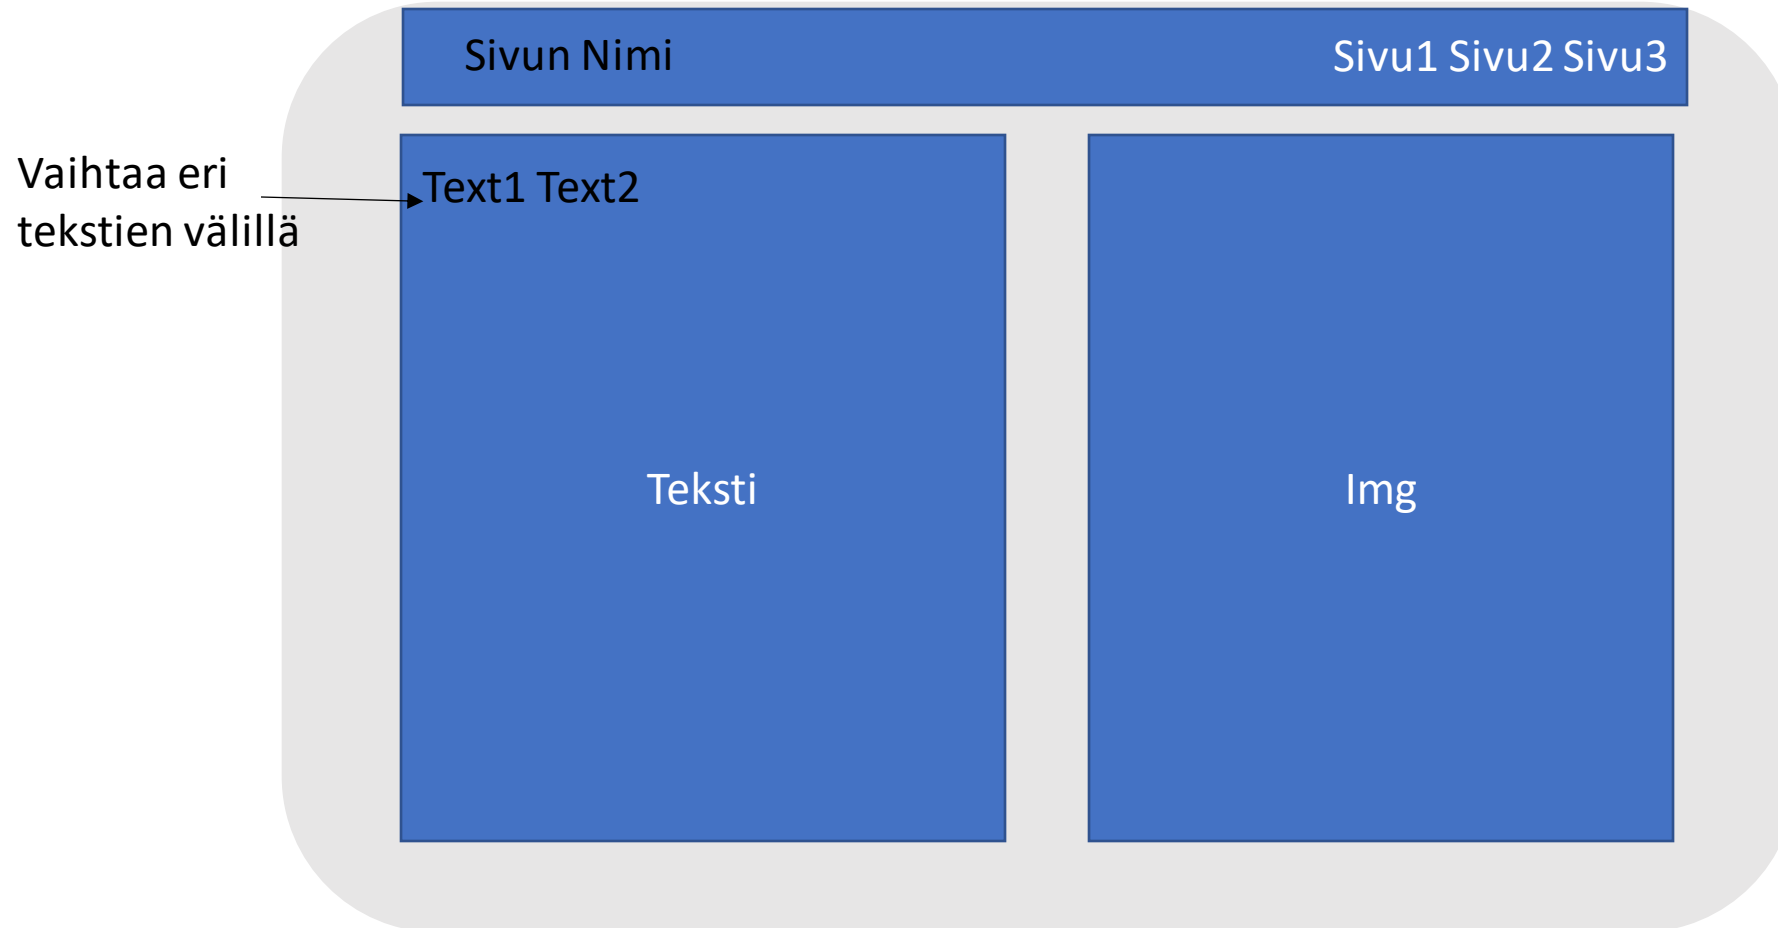 Sivun Nimi
Sivu1 Sivu2 Sivu3
Vaihtaa eri
tekstien välillä
Text1 Text2
Teksti
Img